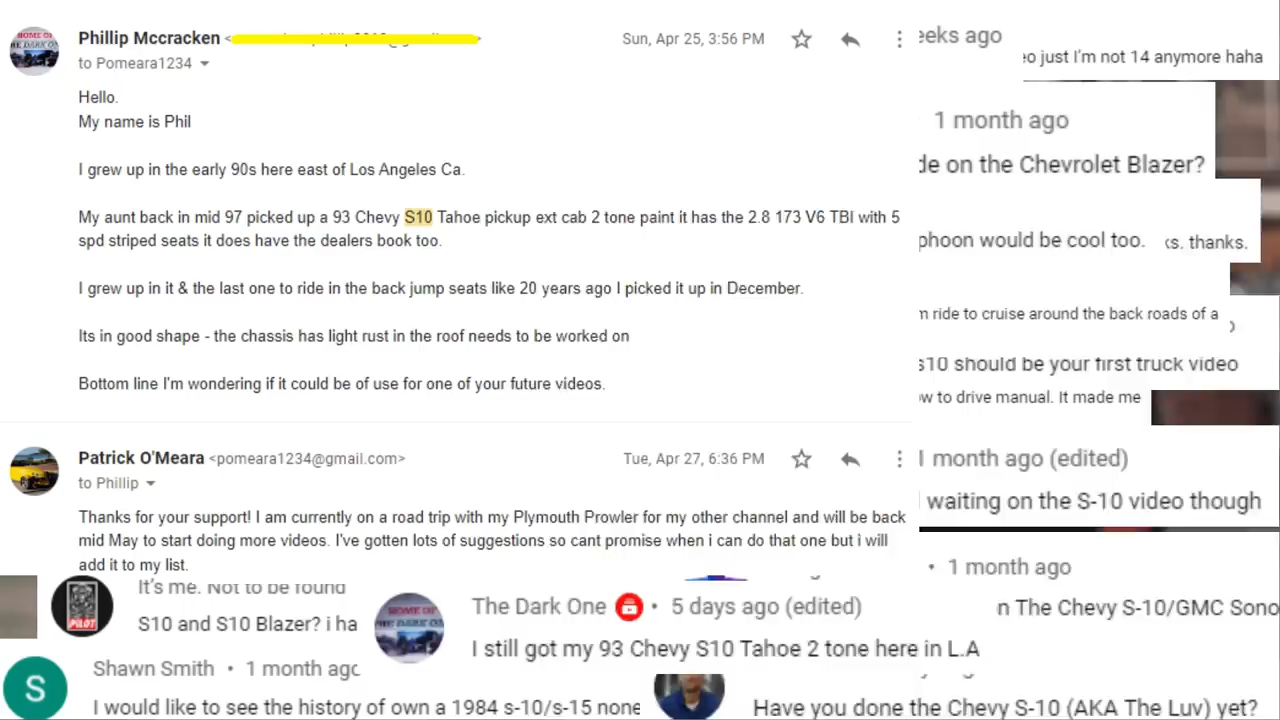 Phillip Mccracken
Sun, Apr 25, 3:56 PM
to Pomeara1234
Hello.
My name is Phil
I grew up in the early 90s here east of Los Angeles Ca.
My aunt back in mid 97 picked up a 93 Chevy S10 Tahoe pickup ext cab 2 tone paint it has the 2.8 173 V6 TBI with 5
spd striped seats it does have the dealers book too.
I grew up in it & the last one to ride in the back jump seats like 20 years ago I picked it up in December.
Its in good shape - the chassis has light rust in the roof needs to be worked on
Bottom line I'm wondering if it could be of use for one of your future videos.
Patrick O'Meara <pomeara1234@gmail.com>
Tue, Apr 27, 6:36 PM
to Phillip
Thanks for your support! I am currently on a road trip with my Plymouth Prowler for my other channel and will be back
mid May to start doing more videos. I've gotten lots of suggestions so cant promise when i can do that one but i will
add it to my list.
eeks ago
eo just I'm not 14 anymore haha
1 month ago
de on the Chevrolet Blazer?
phoon would be cool too.
ks. thanks.
m ride to cruise around the back roads of a
s10 should be your first truck video
ow to drive manual. It made me
1 month ago (edited)
waiting on the S-10 video though
• 1 month ago
n The Chevy S-10/GMC Sono
It's me. Not to be found
S10 and S10 Blazer? i ha
PILOT
HOME OF
The Dark One • 5 days ago (edited)
I still got my 93 Chevy S10 Tahoe 2 tone here in L.A
S
Shawn Smith • 1 month ago
I would like to see the history of own a 1984 s-10/s-15 none
Have you done the Chevy S-10 (AKA The Luv) yet?